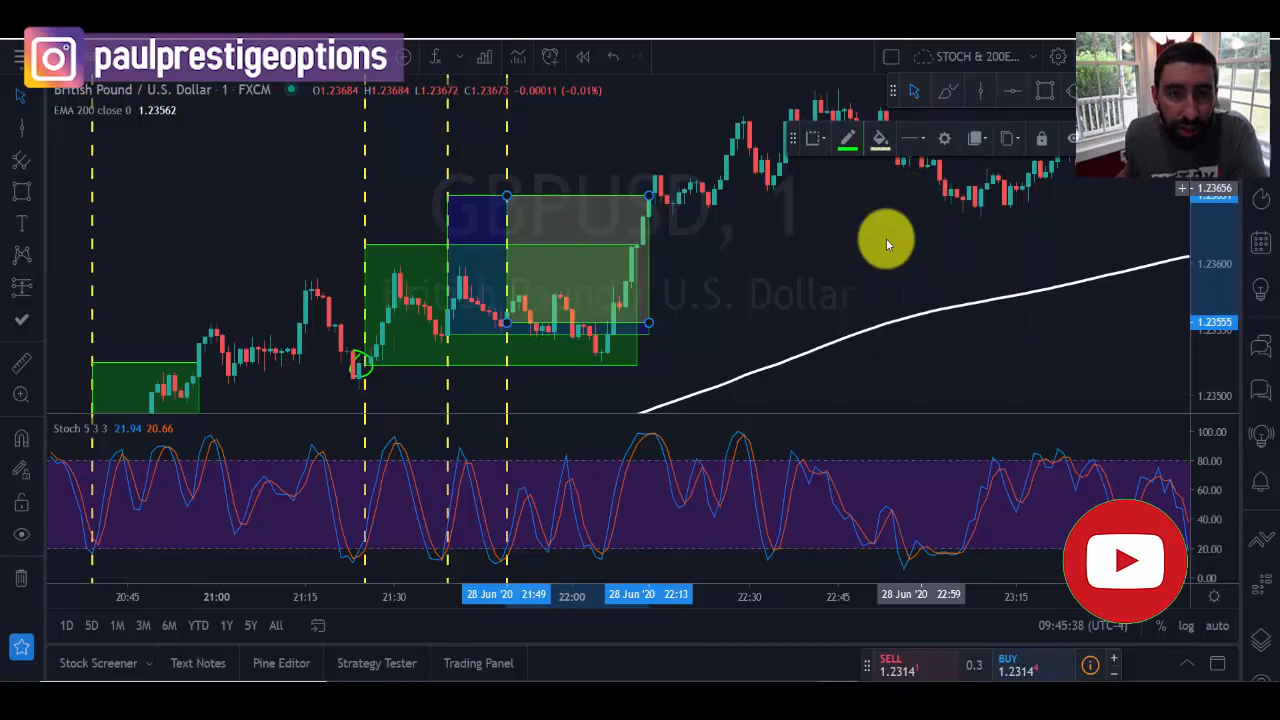 paulprestigeoptions
STOCH & 200E...
British Pound / U.S. Dollar · 1 · FXCM
O1.23684 H1.23684 L1.23672 C1.23673 -0.00011 (-0.01%)
EMA 200 close 0 1.23562
GBPUSD, 1
British Pound / U.S. Dollar
1.23656
1.23600
1.23555
1.23500
Stoch 5 3 3 21.94 20.66
100.00
80.00
60.00
40.00
20.00
0.00
20:45 21:00 21:15 21:30 28 Jun '20 21:49 22:00 28 Jun '20 22:13 22:30 22:45 28 Jun '20 22:59 23:15
1D 5D 1M 3M 6M YTD 1Y 5Y All
09:45:38 (UTC-4) % log auto
Stock Screener Text Notes Pine Editor Strategy Tester Trading Panel
SELL
1.2314³
0.3
BUY
1.2314⁴